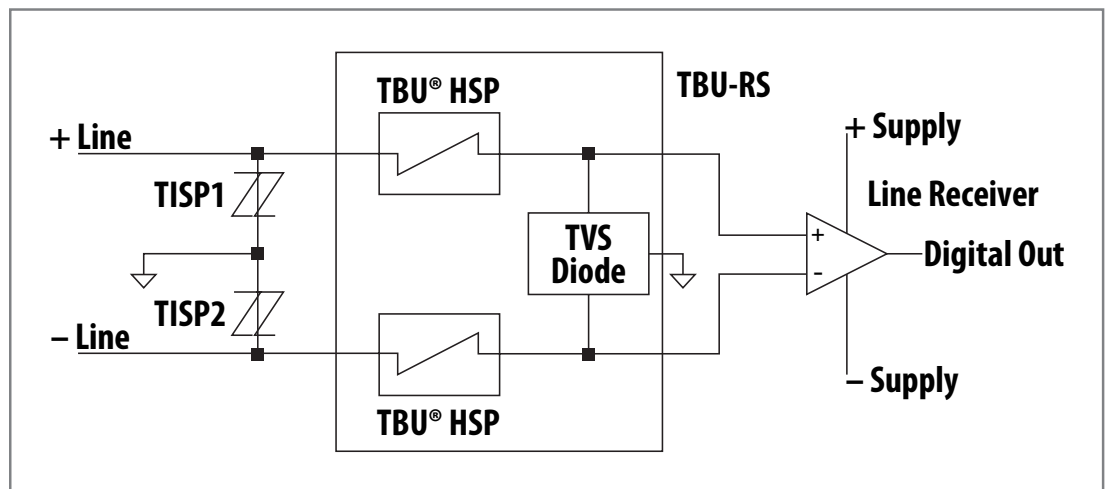 TBU® HSP
TBU-RS
+ Line
+ Supply
TISP1
Line Receiver
TVS
Diode
+
-
Digital Out
TISP2
– Line
– Supply
TBU® HSP